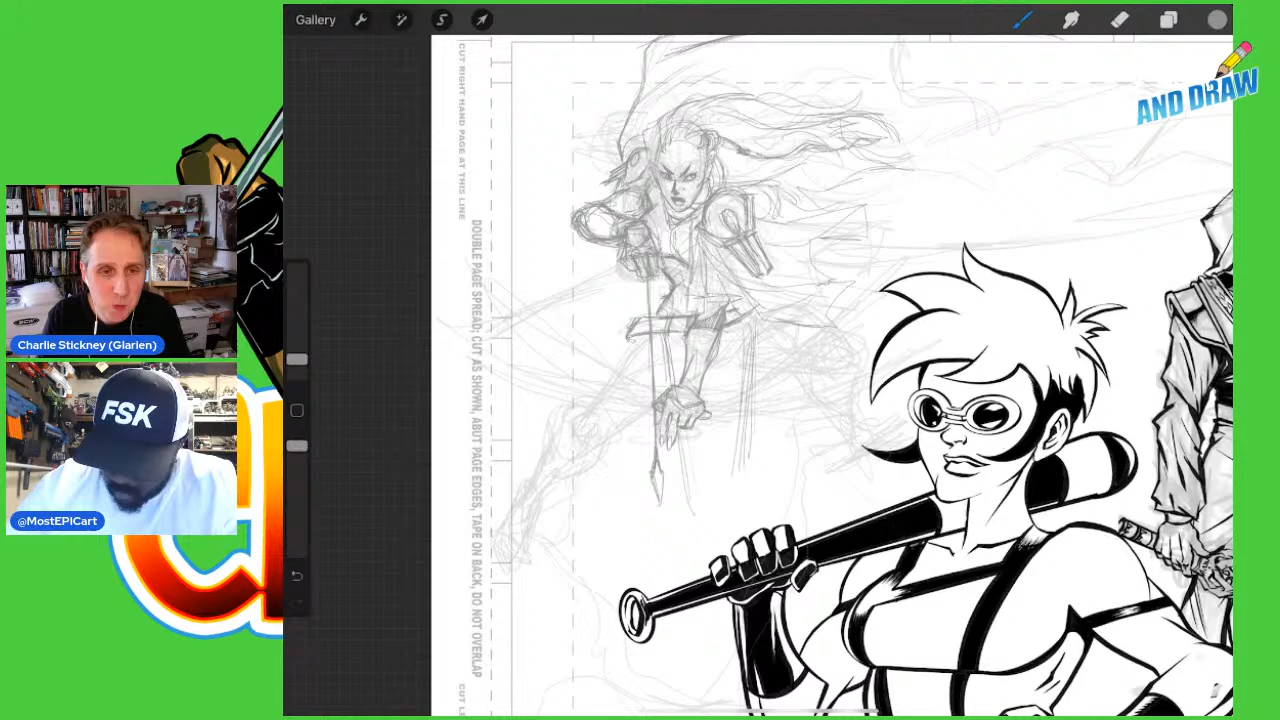 Gallery
AND DRAW
CUT RIGHT HAND PAGE AT THIS LINE
DOUBLE PAGE SPREAD; CUT AS SHOWN, ABUT PAGE EDGES, TAPE ON BACK, DO NOT OVERLAP
Charlie Stickney (Glarien)
FSK
@MostEPICart